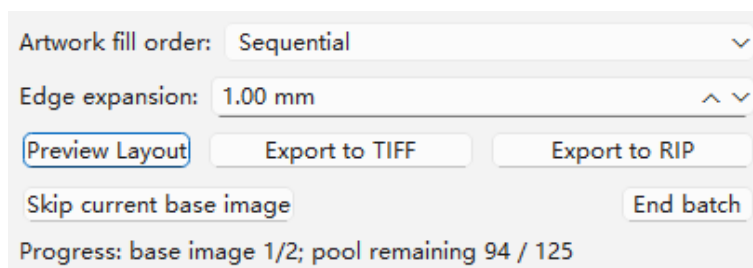 Artwork fill order: Sequential
Edge expansion: 1.00 mm
Preview Layout Export to TIFF Export to RIP
Skip current base image End batch
Progress: base image 1/2; pool remaining 94 / 125